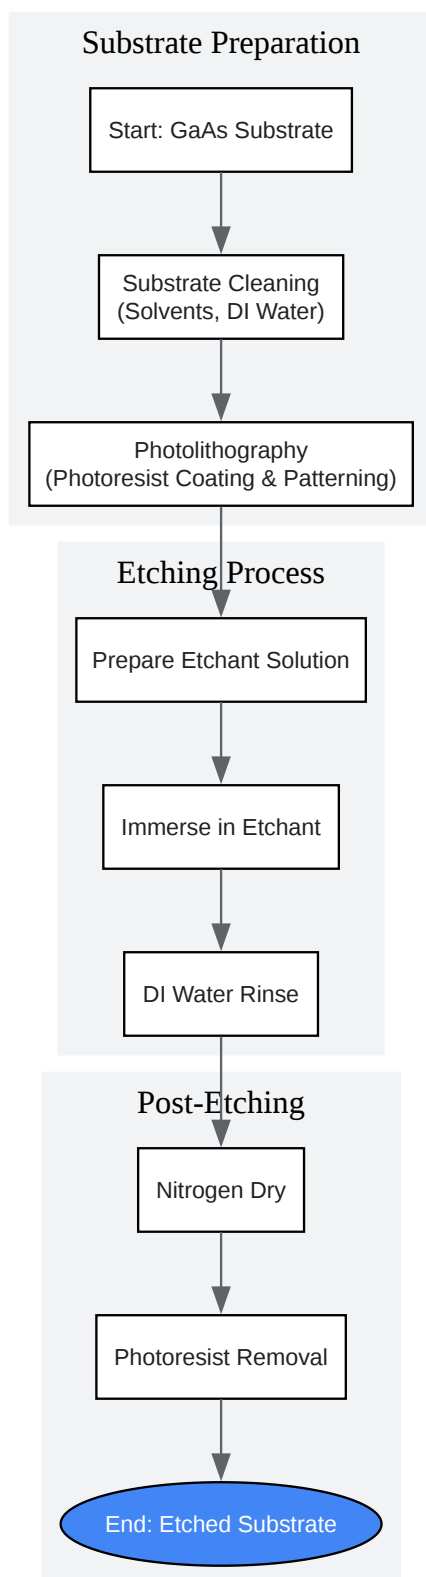 Substrate Preparation
Start: GaAs Substrate
Substrate Cleaning
(Solvents, DI Water)
Photolithography
(Photoresist Coating & Patterning)
Etching Process
Prepare Etchant Solution
Immerse in Etchant
DI Water Rinse
Post-Etching
Nitrogen Dry
Photoresist Removal
End: Etched Substrate